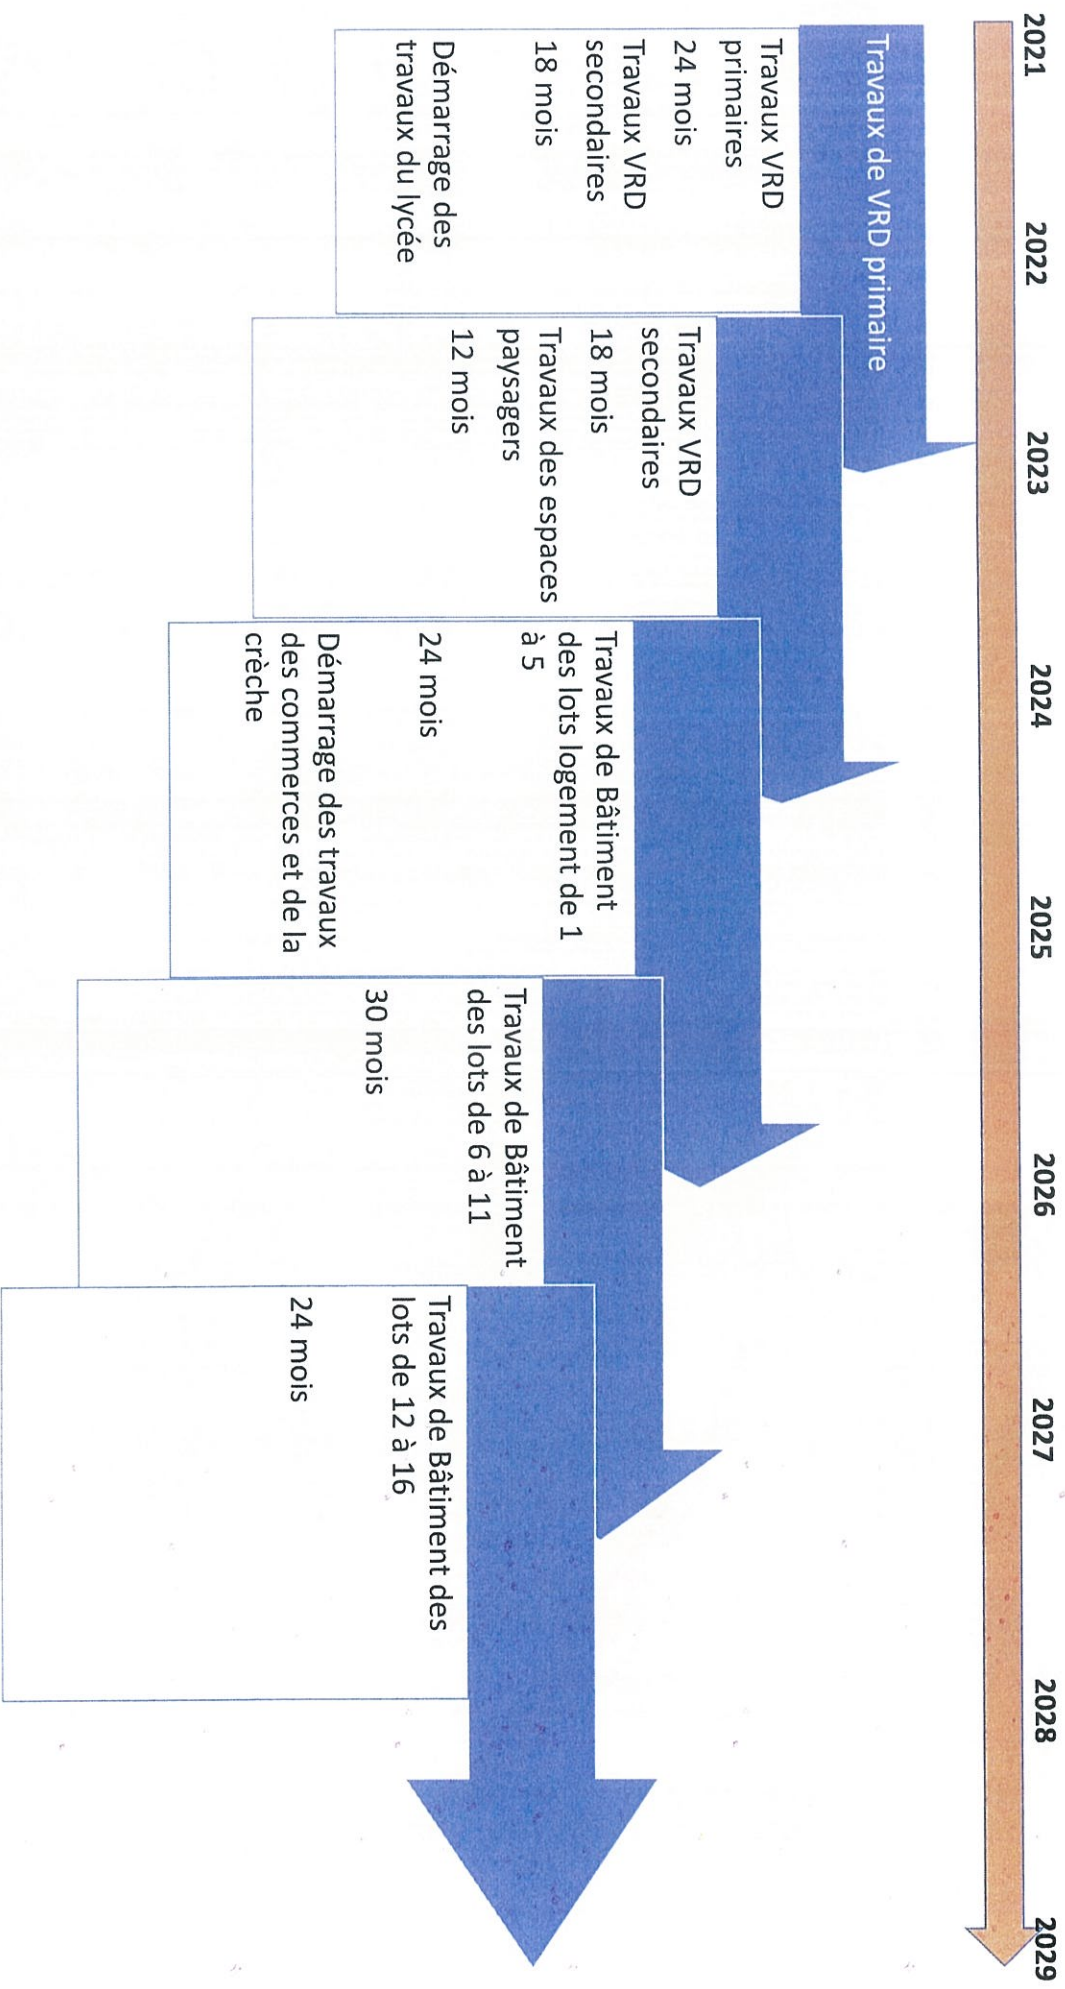 2021
2022
2023
2024
2025
2026
2027
2028
2029
Travaux de VRD primaire
Travaux VRD
primaires
24 mois
Travaux VRD
secondaires
18 mois
Démarrage des
travaux du lycée
Travaux VRD
secondaires
18 mois
Travaux des espaces
paysagers
12 mois
Travaux de Bâtiment
des lots logement de 1
à 5
24 mois
Démarrage des travaux
des commerces et de la
crèche
Travaux de Bâtiment
des lots de 6 à 11
30 mois
Travaux de Bâtiment des
lots de 12 à 16
24 mois